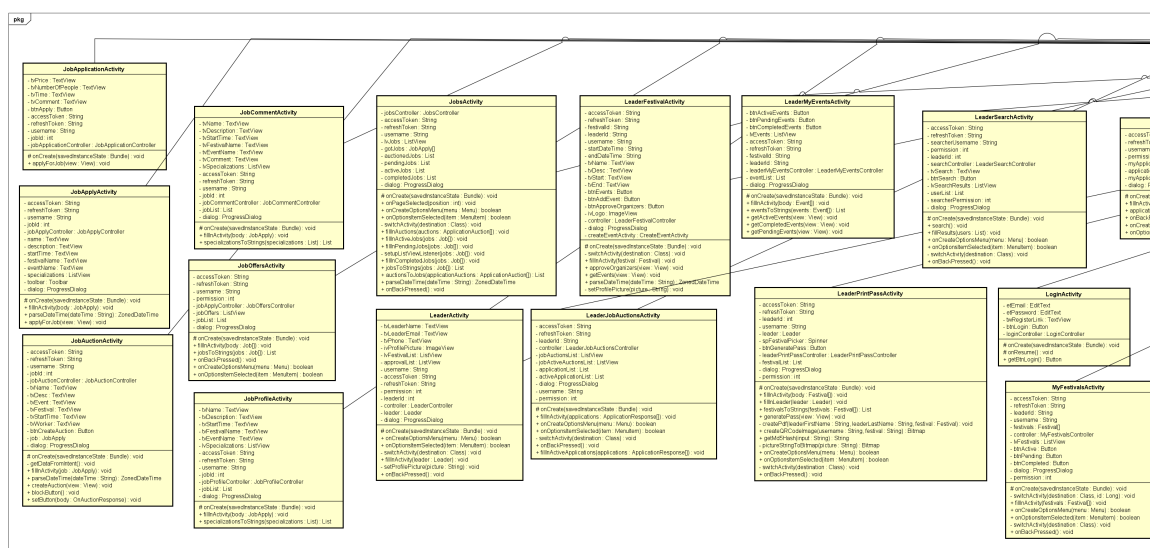 pkg
JobApplicationActivity
- tvPrice : TextView
- tvNumberOfPeople : TextView
- tvTime : TextView
- tvComment : TextView
- btnApply : Button
- accessToken : String
- refreshToken : String
- username : String
- jobId : int
- jobApplicationController : JobApplicationController
# onCreate(savedInstanceState : Bundle) : void
+ applyForJob(view : View) : void
JobApplyActivity
- accessToken : String
- refreshToken : String
- username : String
- jobId : int
- jobApplyController : JobApplyController
- name : TextView
- description : TextView
- startTime : TextView
- festivalName : TextView
- eventName : TextView
- specializations : ListView
- toolbar : Toolbar
- dialog : ProgressDialog
# onCreate(savedInstanceState : Bundle) : void
+ fillInActivity(body : JobApply) : void
+ parseDateTime(dateTime : String) : ZonedDateTime
+ applyForJob(view : View) : void
JobAuctionActivity
- accessToken : String
- refreshToken : String
- username : String
- jobId : int
- jobAuctionController : JobAuctionController
- tvName : TextView
- tvDesc : TextView
- tvEvent : TextView
- tvFestival : TextView
- tvStartTime : TextView
- tvWorker : TextView
- btnCreateAuction : Button
- job : JobApply
- dialog : ProgressDialog
# onCreate(savedInstanceState : Bundle) : void
- getDataFromIntent() : void
+ fillInActivity(job : JobApply) : void
+ parseDateTime(dateTime : String) : ZonedDateTime
+ createAuction(view : View) : void
+ blockButton() : void
+ setButton(body : OnAuctionResponse) : void
JobCommentActivity
- tvName : TextView
- tvDescription : TextView
- tvStartTime : TextView
- tvFestivalName : TextView
- tvEventName : TextView
- tvComment : TextView
- lvSpecializations : ListView
- accessToken : String
- refreshToken : String
- username : String
- jobId : int
- jobCommentController : JobCommentController
- jobList : List
- dialog : ProgressDialog
# onCreate(savedInstanceState : Bundle) : void
+ fillInActivity(body : JobApply) : void
+ specializationsToStrings(specializations : List) : List
JobOffersActivity
- accessToken : String
- refreshToken : String
- username : String
- permission : int
- jobApplyController : JobOffersController
- jobOffers : ListView
- jobList : List
- dialog : ProgressDialog
# onCreate(savedInstanceState : Bundle) : void
+ fillInActivity(body : Job[]) : void
+ jobsToStrings(jobs : Job[]) : List
+ onBackPressed() : void
+ onCreateOptionsMenu(menu : Menu) : boolean
+ onOptionsItemSelected(item : MenuItem) : boolean
JobProfileActivity
- tvName : TextView
- tvDescription : TextView
- tvStartTime : TextView
- tvFestivalName : TextView
- tvEventName : TextView
- lvSpecializations : ListView
- accessToken : String
- refreshToken : String
- username : String
- jobId : int
- jobProfileController : JobProfileController
- jobList : List
- dialog : ProgressDialog
# onCreate(savedInstanceState : Bundle) : void
+ fillInActivity(body : JobApply) : void
+ specializationsToStrings(specializations : List) : List
JobsActivity
- jobsController : JobsController
- accessToken : String
- refreshToken : String
- username : String
- lvJobs : ListView
- gotJobs : JobApply[]
- auctionedJobs : List
- pendingJobs : List
- activeJobs : List
- completedJobs : List
- dialog : ProgressDialog
# onCreate(savedInstanceState : Bundle) : void
+ onPageSelected(position : int) : void
+ onCreateOptionsMenu(menu : Menu) : boolean
+ onOptionsItemSelected(item : MenuItem) : boolean
- switchActivity(destination : Class) : void
+ fillInAuctions(auctions : ApplicationAuction[]) : void
+ fillInActiveJobs(jobs : Job[]) : void
+ fillInPendingJobs(jobs : Job[]) : void
- setupListViewListener(jobs : Job[]) : void
+ fillInCompletedJobs(jobs : Job[]) : void
+ jobsToStrings(jobs : Job[]) : List
+ auctionsToJobs(applicationAuctions : ApplicationAuction[]) : List
+ parseDateTime(dateTime : String) : ZonedDateTime
+ onBackPressed() : void
LeaderActivity
- tvLeaderName : TextView
- tvLeaderEmail : TextView
- tvPhone : TextView
- ivProfilePicture : ImageView
- lvFestivalList : ListView
- approvalList : ListView
- username : String
- accessToken : String
- refreshToken : String
- permission : int
- leaderId : int
- controller : LeaderController
- leader : Leader
- dialog : ProgressDialog
# onCreate(savedInstanceState : Bundle) : void
+ onCreateOptionsMenu(menu : Menu) : boolean
+ onOptionsItemSelected(item : MenuItem) : boolean
- switchActivity(destination : Class) : void
+ fillInActivity(leader : Leader) : void
- setProfilePicture(picture : String) : void
+ onBackPressed() : void
LeaderFestivalActivity
- accessToken : String
- refreshToken : String
- festivalId : String
- leaderId : String
- username : String
- startDateTime : String
- endDateTime : String
- tvName : TextView
- tvDesc : TextView
- tvStart : TextView
- tvEnd : TextView
- btnEvents : Button
- btnAddEvent : Button
- btnApproveOrganizers : Button
- ivLogo : ImageView
- controller : LeaderFestivalController
- dialog : ProgressDialog
- createEventActivity : CreateEventActivity
# onCreate(savedInstanceState : Bundle) : void
- switchActivity(destination : Class) : void
+ fillInActivity(festival : Festival) : void
+ approveOrganizers(view : View) : void
+ getEvents(view : View) : void
+ parseDateTime(dateTime : String) : ZonedDateTime
- setProfilePicture(picture : String) : void
LeaderJobAuctionsActivity
- accessToken : String
- refreshToken : String
- leaderId : String
- controller : LeaderJobAuctionsController
- jobAuctionsList : ListView
- jobActiveAuctionsList : ListView
- applicationList : List
- activeApplicationList : List
- dialog : ProgressDialog
- username : String
- permission : int
# onCreate(savedInstanceState : Bundle) : void
+ fillInActivity(applications : ApplicationResponse[]) : void
+ onCreateOptionsMenu(menu : Menu) : boolean
+ onOptionsItemSelected(item : MenuItem) : boolean
- switchActivity(destination : Class) : void
+ onBackPressed() : void
+ fillInActiveApplications(applications : ApplicationResponse[]) : void
LeaderMyEventsActivity
- btnActiveEvents : Button
- btnPendingEvents : Button
- btnCompletedEvents : Button
- lvEvents : ListView
- accessToken : String
- refreshToken : String
- permission : int
- festivalId : String
- leaderId : String
- leaderMyEventsController : LeaderMyEventsController
- eventList : List
- dialog : ProgressDialog
# onCreate(savedInstanceState : Bundle) : void
+ fillInActivity(body : Event[]) : void
+ eventsToStrings(events : Event[]) : List
+ getActiveEvents(view : View) : void
+ getCompletedEvents(view : View) : void
+ getPendingEvents(view : View) : void
LeaderSearchActivity
- accessToken : String
- refreshToken : String
- searcherUsername : String
- permission : int
- leaderId : int
- searchController : LeaderSearchController
- tvSearch : TextView
- btnSearch : Button
- lvSearchResults : ListView
- userList : List
- searcherPermission : int
- dialog : ProgressDialog
# onCreate(savedInstanceState : Bundle) : void
+ search() : void
+ fillResults(users : List) : void
+ onCreateOptionsMenu(menu : Menu) : boolean
+ onOptionsItemSelected(item : MenuItem) : boolean
- switchActivity(destination : Class) : void
+ onBackPressed() : void
LeaderPrintPassActivity
- accessToken : String
- refreshToken : String
- leaderId : int
- username : String
- leader : Leader
- spFestivalPicker : Spinner
- btnGeneratePass : Button
- leaderPrintPassController : LeaderPrintPassController
- festivalList : List
- dialog : ProgressDialog
- permission : int
# onCreate(savedInstanceState : Bundle) : void
+ fillInActivity(body : Festival[]) : void
+ fillInLeader(leader : Leader) : void
+ festivalsToStrings(festivals : Festival[]) : List
+ generatePass(view : View) : void
- createPdf(leaderFirstName : String, leaderLastName : String, festival : Festival) : void
+ createQRCodeImage(username : String, festival : String) : Bitmap
+ getMd5Hash(input : String) : String
- pictureStringToBitmap(picture : String) : Bitmap
+ onCreateOptionsMenu(menu : Menu) : boolean
+ onOptionsItemSelected(item : MenuItem) : boolean
- switchActivity(destination : Class) : void
+ onBackPressed() : void
LoginActivity
- etEmail : EditText
- etPassword : EditText
- twRegisterLink : TextView
- btnLogin : Button
- loginController : LoginController
# onCreate(savedInstanceState : Bundle) : void
# onResume() : void
+ getBtnLogin() : Button
MyFestivalsActivity
- accessToken : String
- refreshToken : String
- leaderId : String
- username : String
- festivals : Festival[]
- controller : MyFestivalsController
- lvFestivals : ListView
- btnActive : Button
- btnPending : Button
- btnCompleted : Button
- dialog : ProgressDialog
- permission : int
# onCreate(savedInstanceState : Bundle) : void
- switchActivity(destination : Class, id : Long) : void
+ fillInActivity(festivals : Festival[]) : void
+ onCreateOptionsMenu(menu : Menu) : boolean
+ onOptionsItemSelected(item : MenuItem) : boolean
- switchActivity(destination : Class) : void
+ onBackPressed() : void